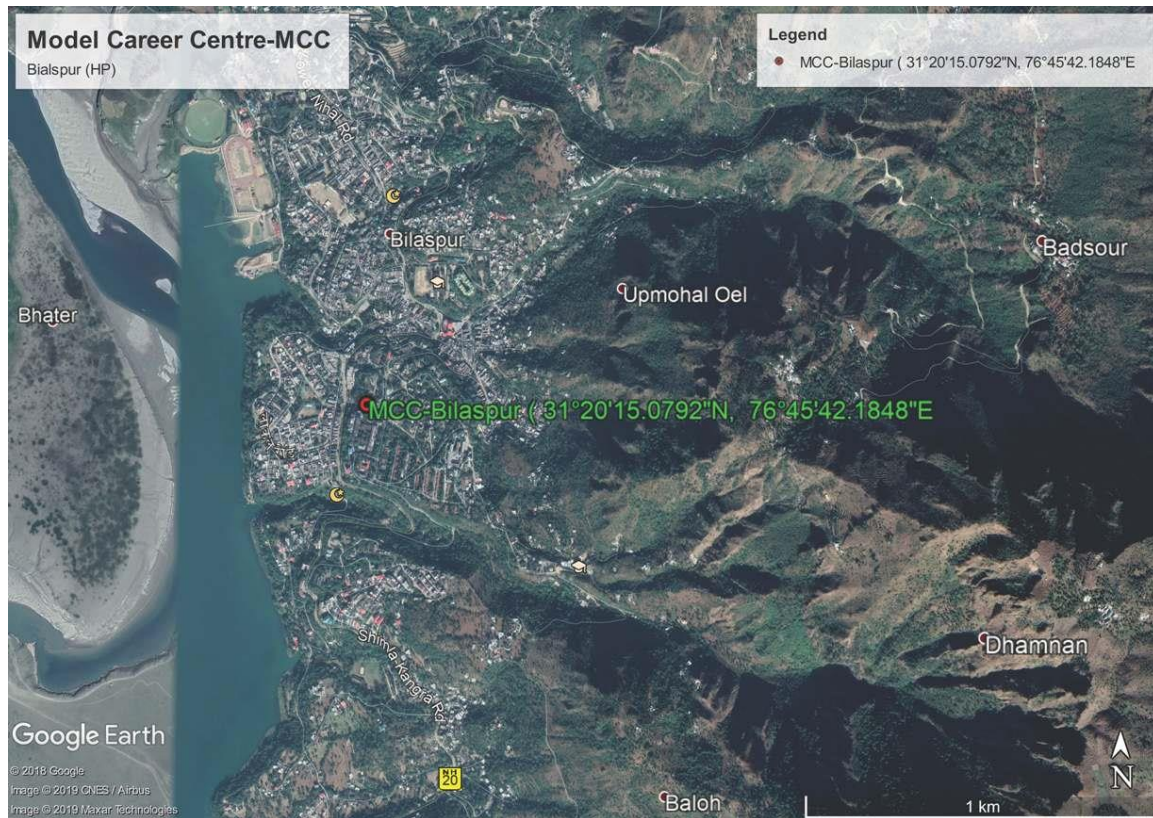 Model Career Centre-MCC
Bialspur (HP)
Legend
MCC-Bilaspur ( 31°20'15.0792"N, 76°45'42.1848"E
Nihal Rd
Bilaspur
Badsour
Upmohal Oel
Bhater
MCC-Bilaspur ( 31°20'15.0792"N, 76°45'42.1848"E
Shimla-Kangra Rd
Dhamnan
Google Earth
N
© 2018 Google
NH
20
Image © 2019 CNES / Airbus
Baloh
1 km
Image © 2019 Maxar Technologies